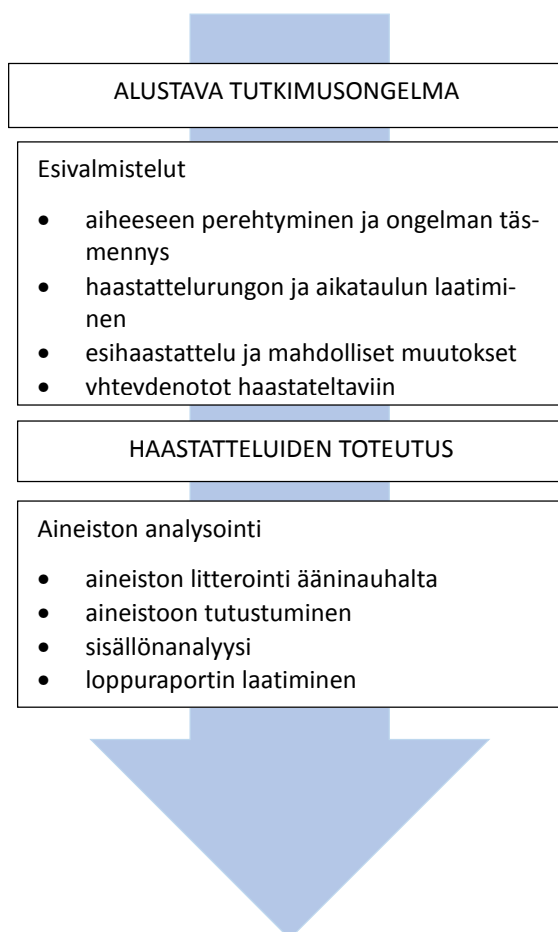 ALUSTAVA TUTKIMUSONGELMA
Esivalmistelut
• aiheeseen perehtyminen ja ongelman täs-
mennys
• haastattelurungon ja aikataulun laatimi-
nen
• esihaastattelu ja mahdolliset muutokset
• yhteydenotot haastateltaviin
HAASTATTELUIDEN TOTEUTUS
Aineiston analysointi
• aineiston litterointi ääninauhalta
• aineistoon tutustuminen
• sisällönanalyysi
• loppuraportin laatiminen